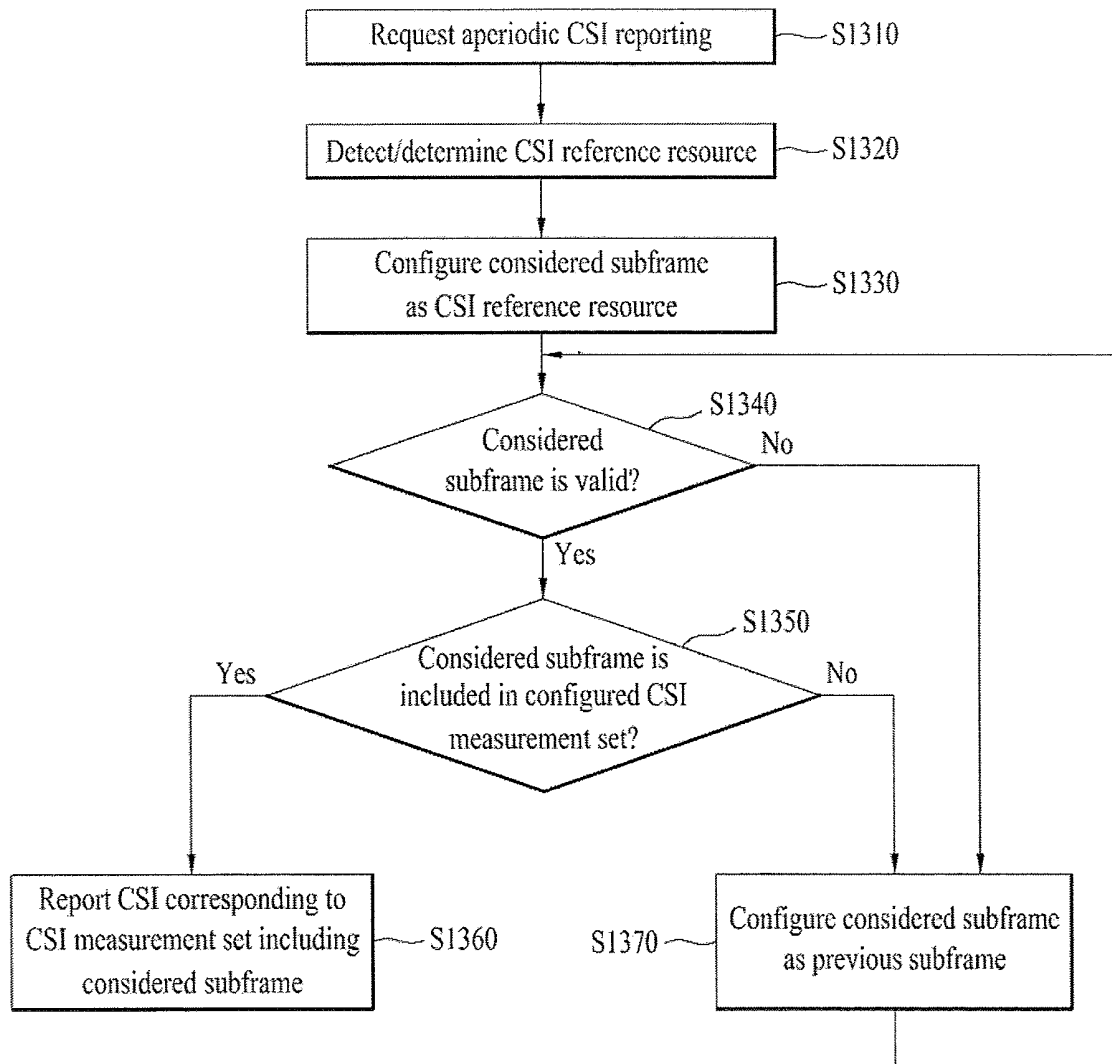 Request aperiodic CSI reporting
S1310
Detect/determine CSI reference resource
S1320
Configure considered subframe
as CSI reference resource
S1330
S1340
Considered
subframe is valid?
No
Yes
S1350
Considered subframe is
included in configured CSI
measurement set?
Yes
No
Report CSI corresponding to
CSI measurement set including
considered subframe
S1360
S1370
Configure considered subframe
as previous subframe